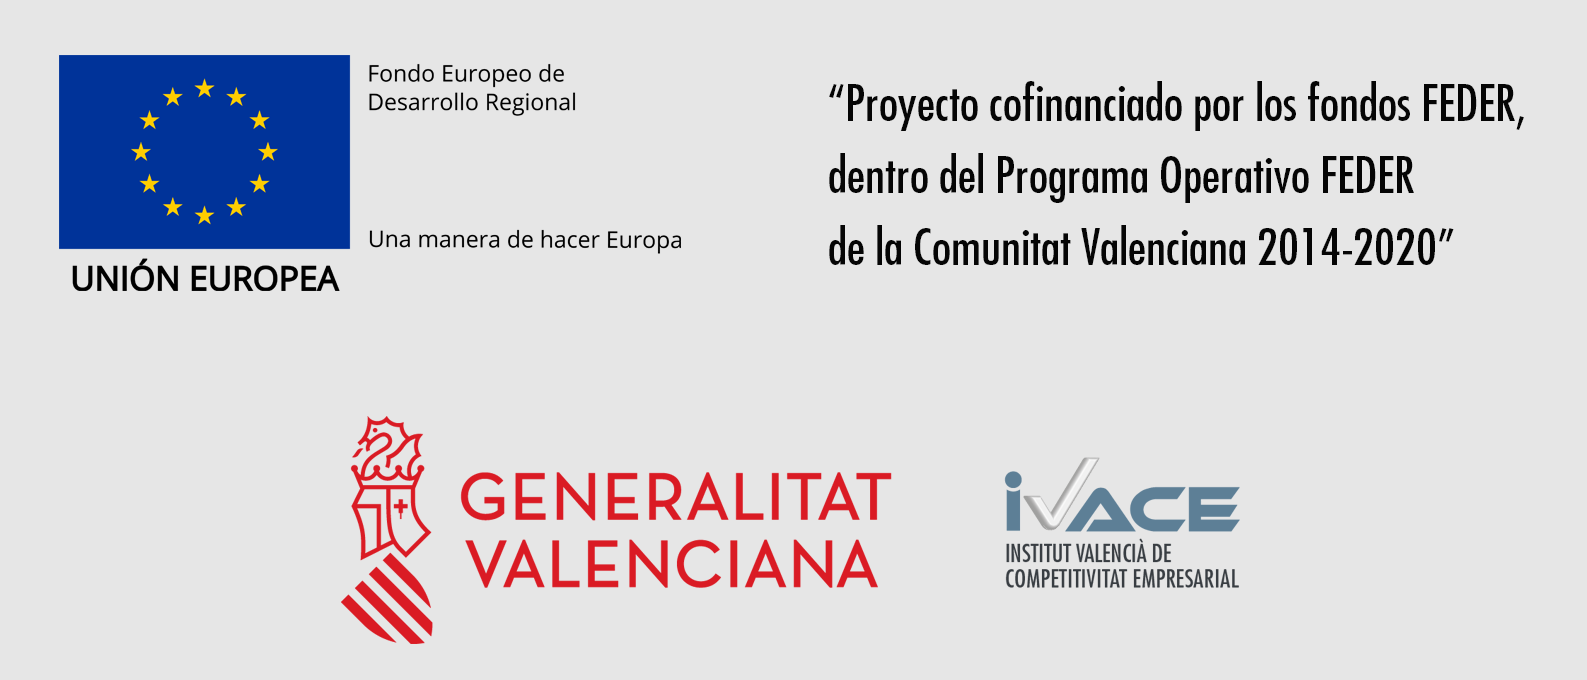 Fondo Europeo de
Desarrollo Regional
Una manera de hacer Europa
UNIÓN EUROPEA
“Proyecto cofinanciado por los fondos FEDER,
dentro del Programa Operativo FEDER
de la Comunitat Valenciana 2014-2020”
GENERALITAT
VALENCIANA
iVACE
INSTITUT VALENCIÀ DE
COMPETITIVITAT EMPRESARIAL